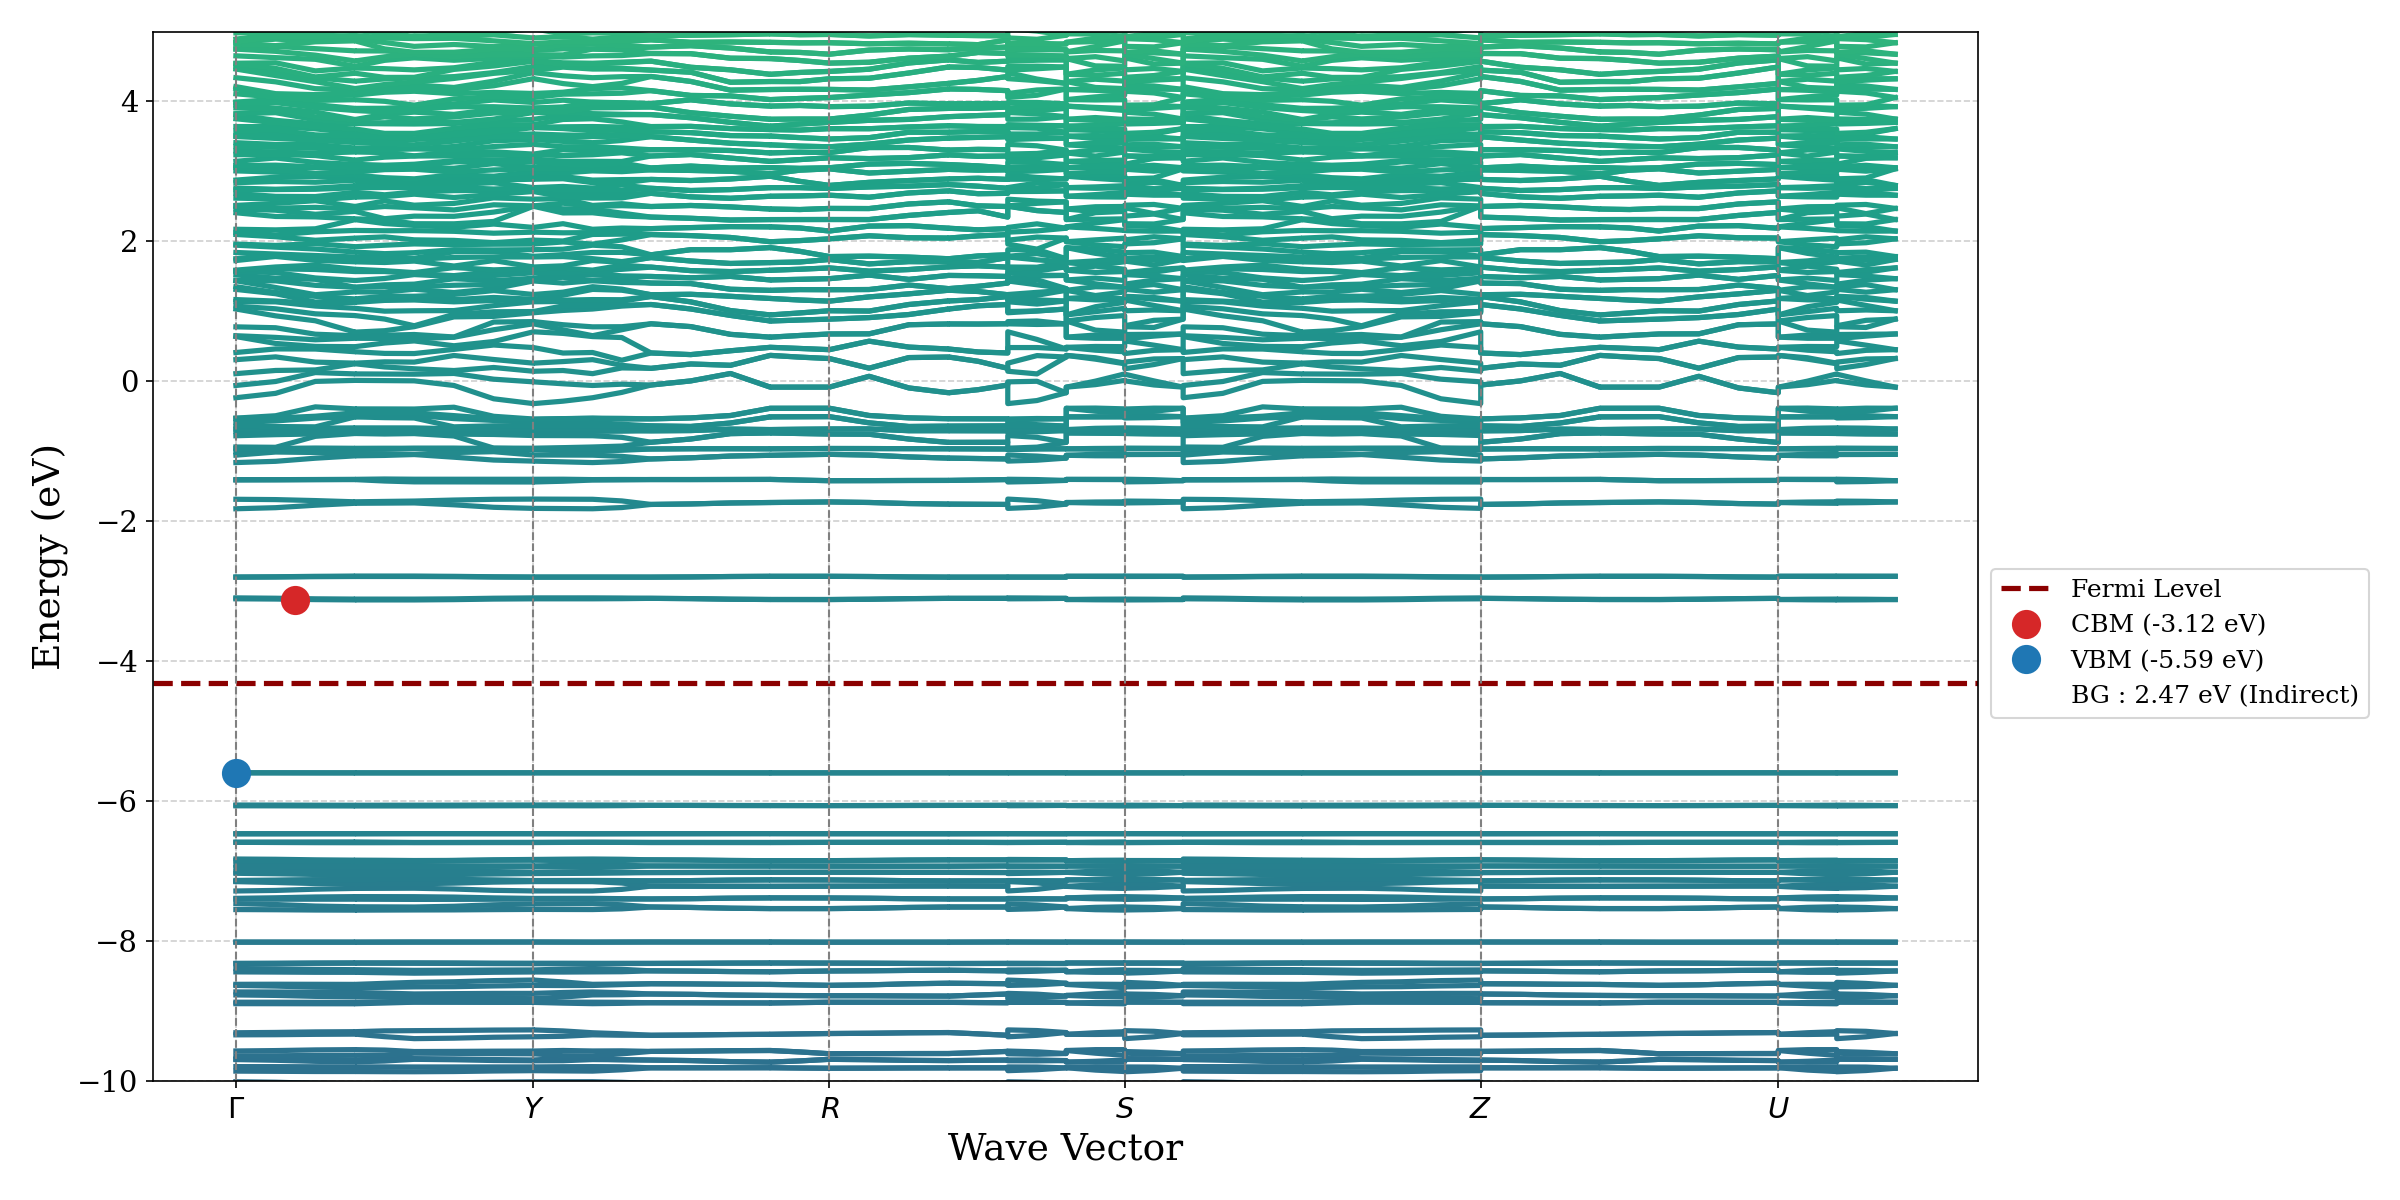 Energy (eV)
4
2
0
−2
−4
−6
−8
−10
Γ Y R S Z U
Wave Vector
Fermi Level
CBM (-3.12 eV)
VBM (-5.59 eV)
BG : 2.47 eV (Indirect)